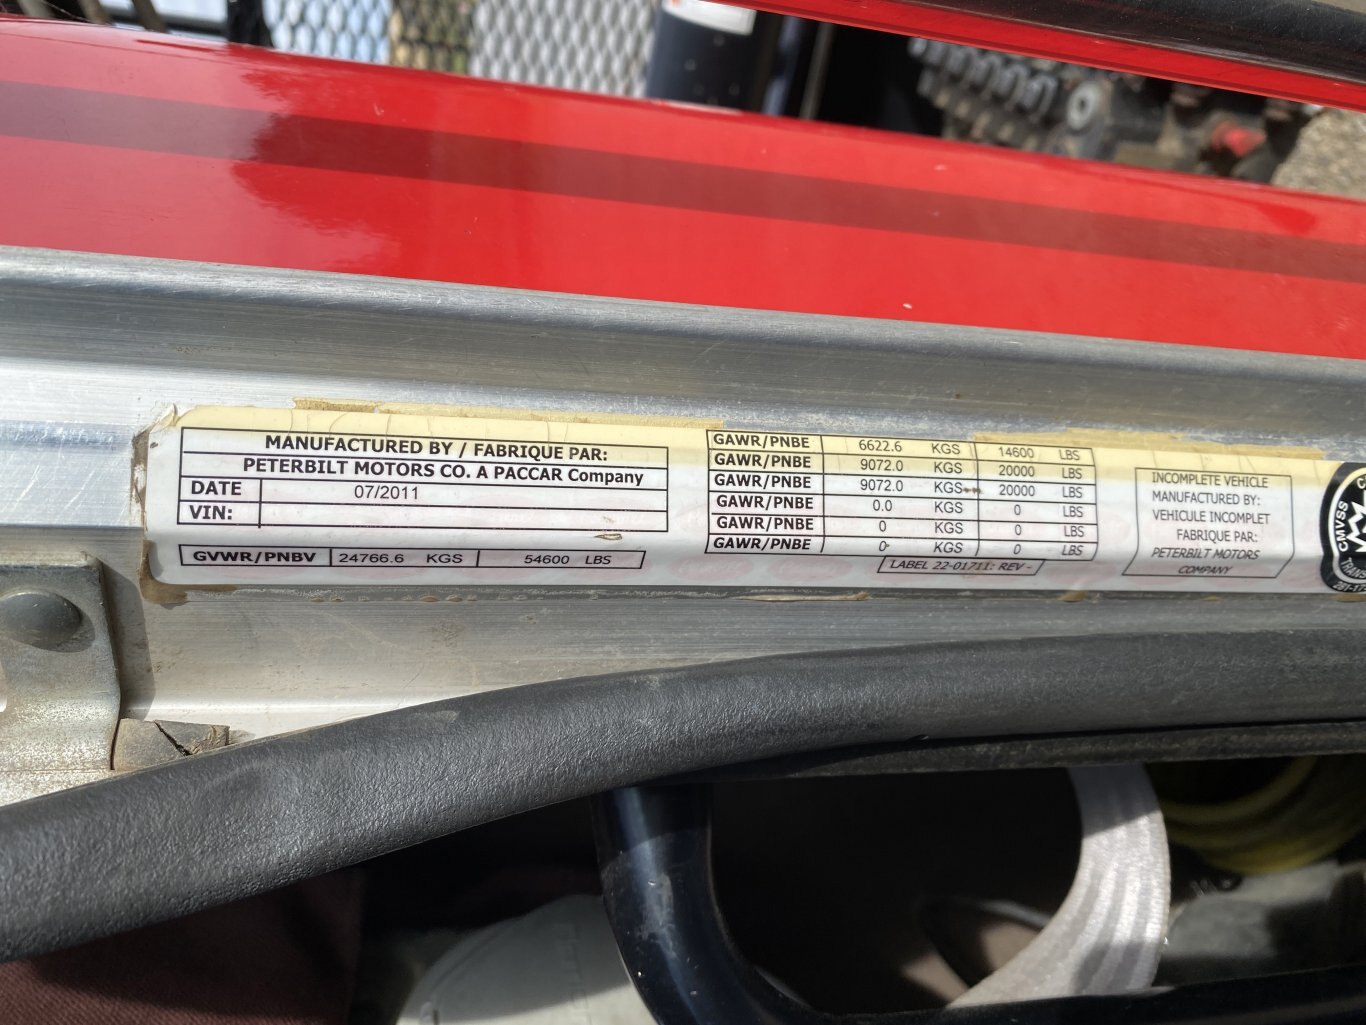 MANUFACTURED BY / FABRIQUE PAR:
PETERBILT MOTORS CO. A PACCAR Company
DATE 07/2011
VIN:
GVWR/PNBV 24766.6 KGS 54600 LBS
GAWR/PNBE 6622.6 KGS 14600 LBS
GAWR/PNBE 9072.0 KGS 20000 LBS
GAWR/PNBE 9072.0 KGS 20000 LBS
GAWR/PNBE 0.0 KGS 0 LBS
GAWR/PNBE 0 KGS 0 LBS
GAWR/PNBE 0 KGS 0 LBS
LABEL 22-01711: REV -
INCOMPLETE VEHICLE
MANUFACTURED BY:
VEHICULE INCOMPLET
FABRIQUE PAR:
PETERBILT MOTORS
COMPANY
CMVSS